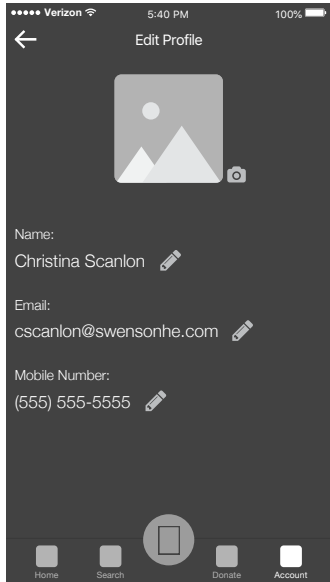 Verizon 5:40 PM 100%
Edit Profile
Name:
Christina Scanlon
Email:
cscanlon@swensonhe.com
Mobile Number:
(555) 555-5555
Home Search Donate Account